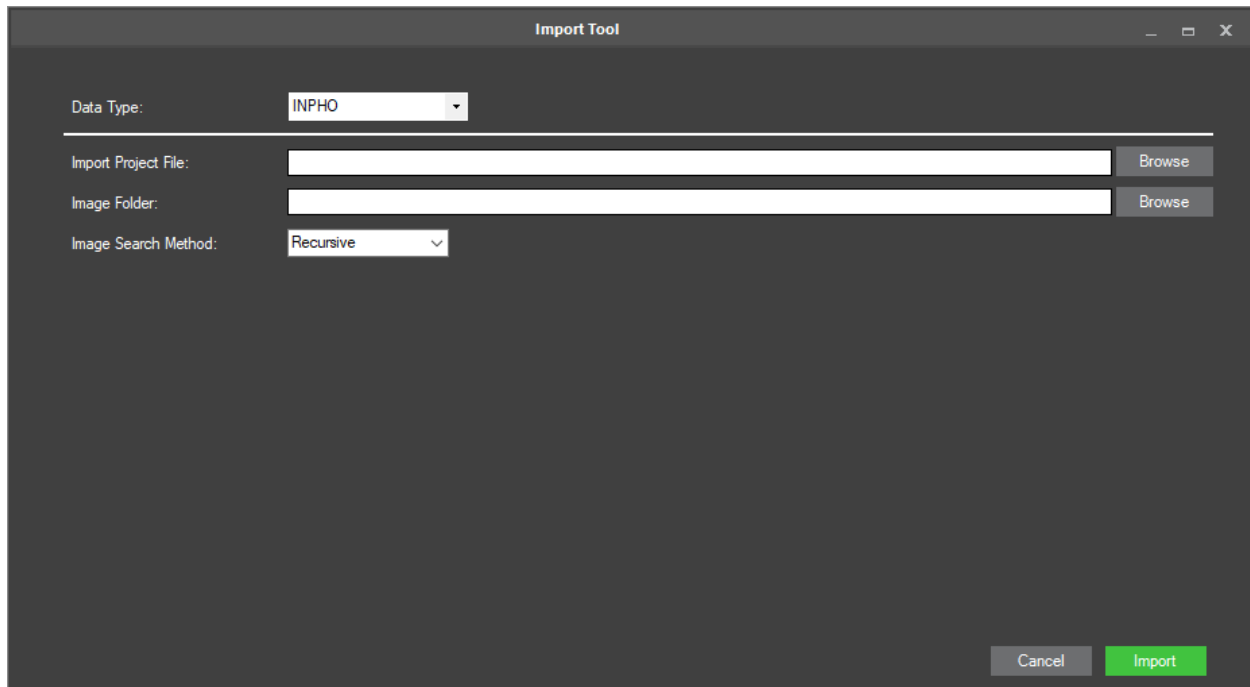 Import Tool
Data Type: INPHO
Import Project File: Browse
Image Folder: Browse
Image Search Method: Recursive
Cancel Import